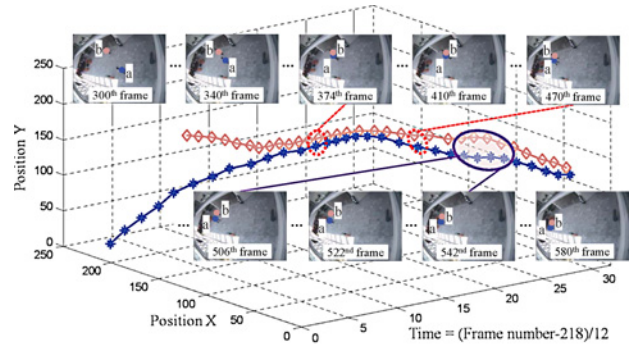 b a
300th frame
...
b a
340th frame
...
b a
374th frame
...
b a
410th frame
...
b a
470th frame
250
200
150
100
50
0
Position Y
a b
506th frame
...
a b
522nd frame
...
a b
542nd frame
...
a b
580th frame
...
250
200
150
100
50
0
Position X
0
5
10
15
20
25
30
Time = (Frame number-218)/12